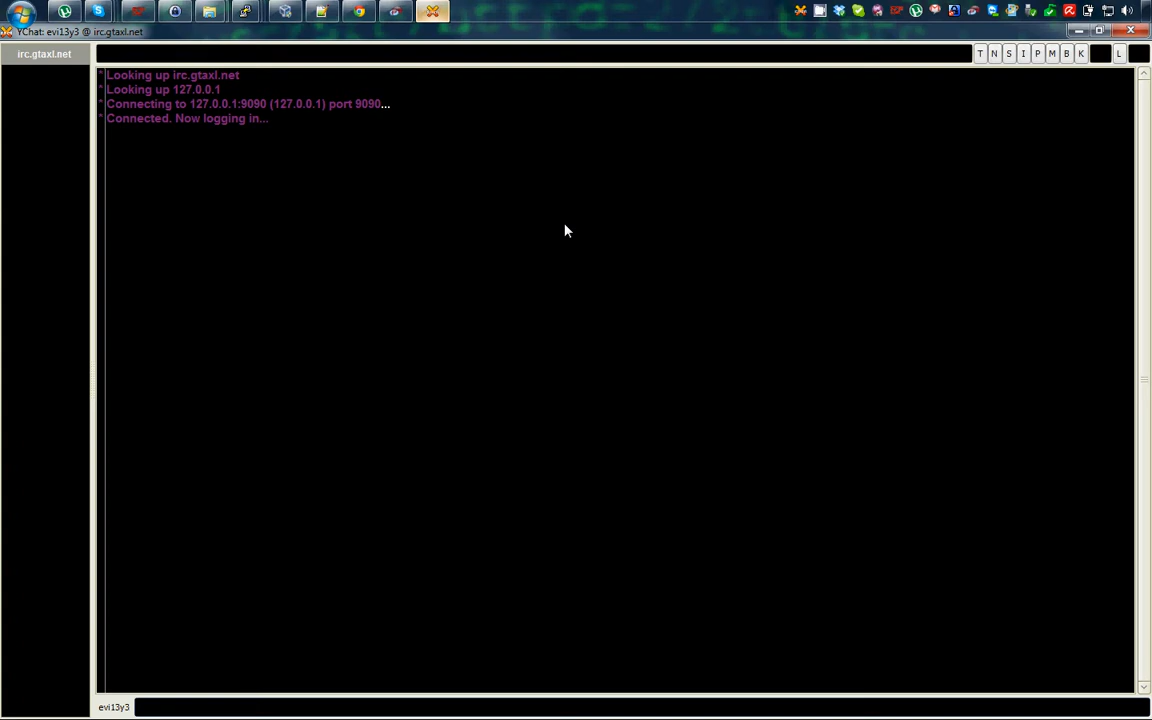 YChat: evi13y3 @ irc.gtaxl.net
irc.gtaxl.net
T N S I P M B K L
* Looking up irc.gtaxl.net
* Looking up 127.0.0.1
* Connecting to 127.0.0.1:9090 (127.0.0.1) port 9090...
* Connected. Now logging in...
evi13y3